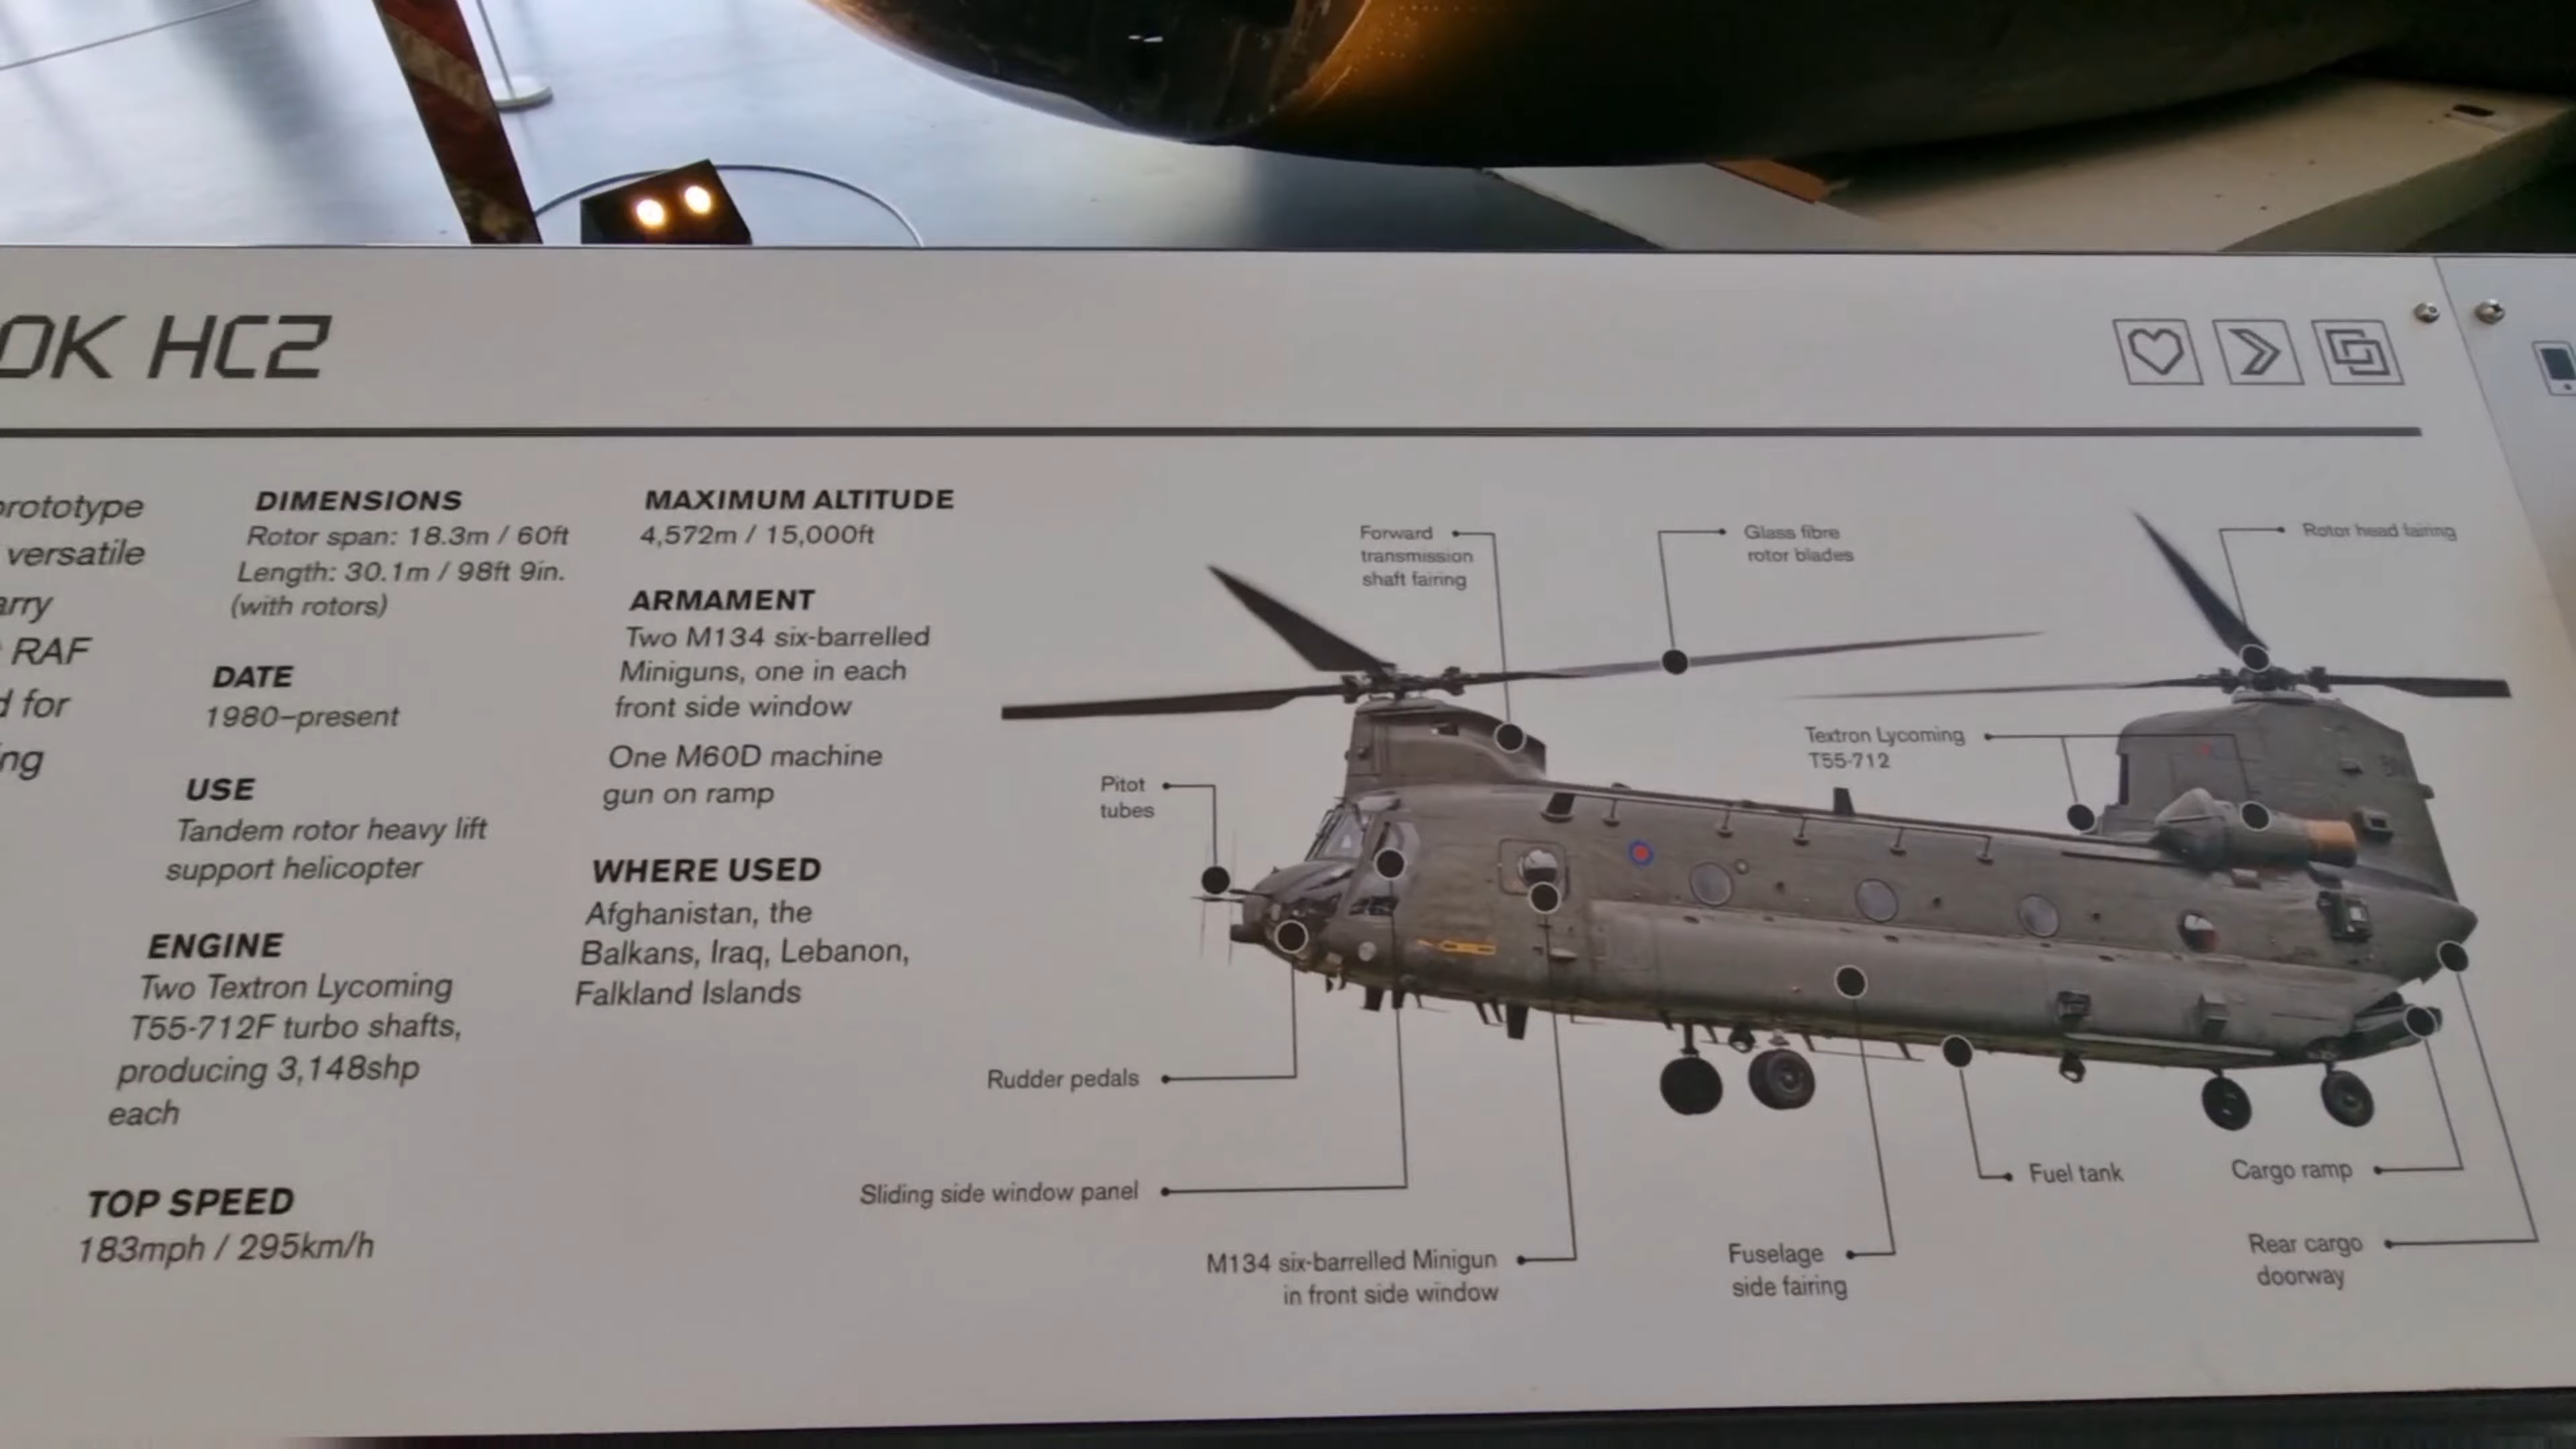 OK HC2
prototype
versatile
arry
RAF
d for
ng
DIMENSIONS
Rotor span: 18.3m / 60ft
Length: 30.1m / 98ft 9in.
(with rotors)
DATE
1980–present
USE
Tandem rotor heavy lift
support helicopter
ENGINE
Two Textron Lycoming
T55-712F turbo shafts,
producing 3,148shp
each
TOP SPEED
183mph / 295km/h
MAXIMUM ALTITUDE
4,572m / 15,000ft
ARMAMENT
Two M134 six-barrelled
Miniguns, one in each
front side window
One M60D machine
gun on ramp
WHERE USED
Afghanistan, the
Balkans, Iraq, Lebanon,
Falkland Islands
Forward
transmission
shaft fairing
Glass fibre
rotor blades
Rotor head fairing
Textron Lycoming
T55-712
Pitot
tubes
Rudder pedals
Sliding side window panel
M134 six-barrelled Minigun
in front side window
Fuselage
side fairing
Fuel tank
Cargo ramp
Rear cargo
doorway